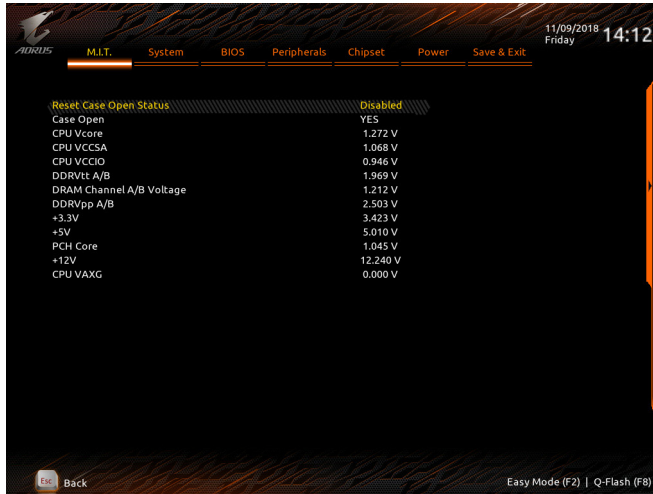 11/09/2018 14:12
Friday
AORUS
M.I.T. System BIOS Peripherals Chipset Power Save & Exit
Reset Case Open Status Disabled
Case Open YES
CPU Vcore 1.272 V
CPU VCCSA 1.068 V
CPU VCCIO 0.946 V
DDRVtt A/B 1.969 V
DRAM Channel A/B Voltage 1.212 V
DDRVpp A/B 2.503 V
+3.3V 3.423 V
+5V 5.010 V
PCH Core 1.045 V
+12V 12.240 V
CPU VAXG 0.000 V
Esc Back Easy Mode (F2) | Q-Flash (F8)